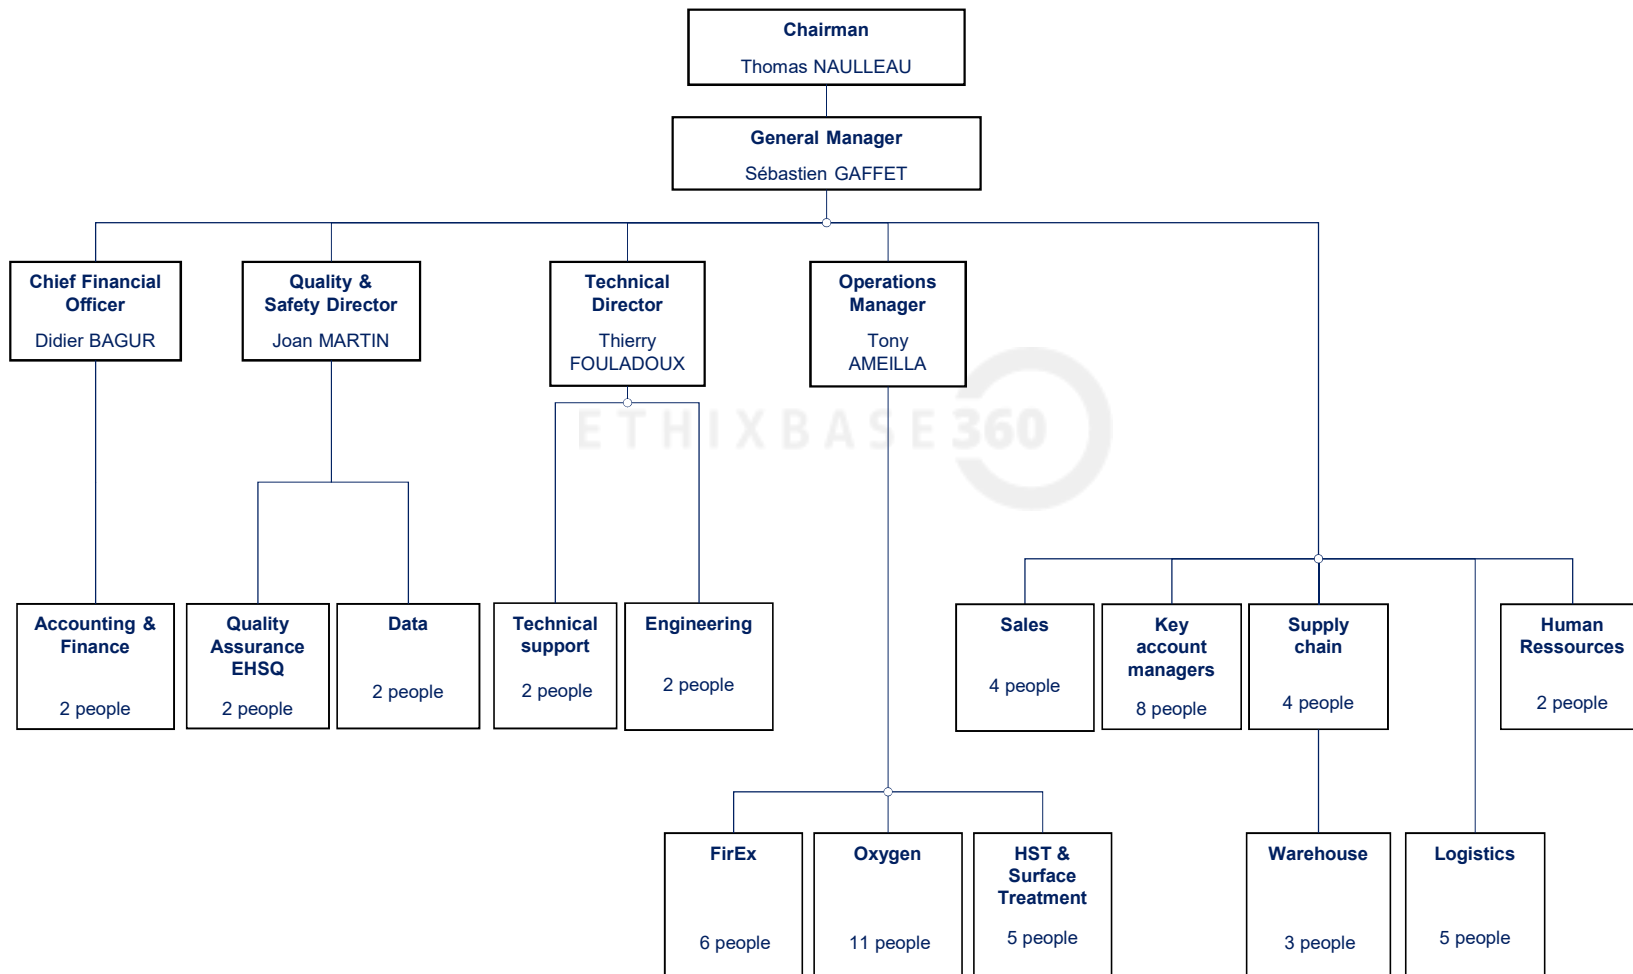 Chairman
Thomas NAULLEAU
General Manager
Sébastien GAFFET
Chief Financial
Officer
Didier BAGUR
Quality &
Safety Director
Joan MARTIN
Technical
Director
Thierry
FOULADOUX
Operations
Manager
Tony
AMEILLA
ETHIXBASE 360
Accounting &
Finance
2 people
Quality
Assurance
EHSQ
2 people
Data
2 people
Technical
support
2 people
Engineering
2 people
Sales
4 people
Key
account
managers
8 people
Supply
chain
4 people
Human
Ressources
2 people
FirEx
6 people
Oxygen
11 people
HST &
Surface
Treatment
5 people
Warehouse
3 people
Logistics
5 people